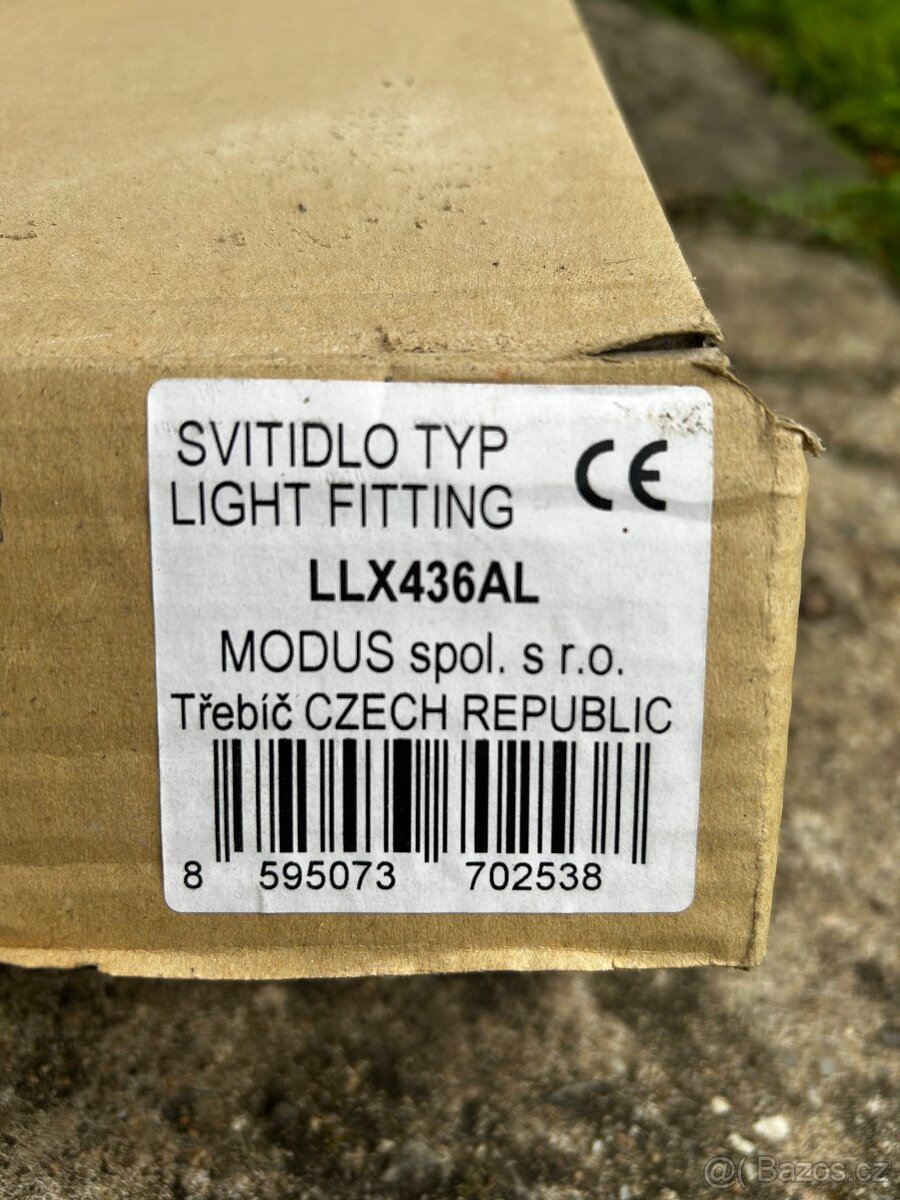 SVITIDLO TYP
LIGHT FITTING
CE
LLX436AL
MODUS spol. s r.o.
Třebíč CZECH REPUBLIC
8 595073 702538
@( Bazos.cz